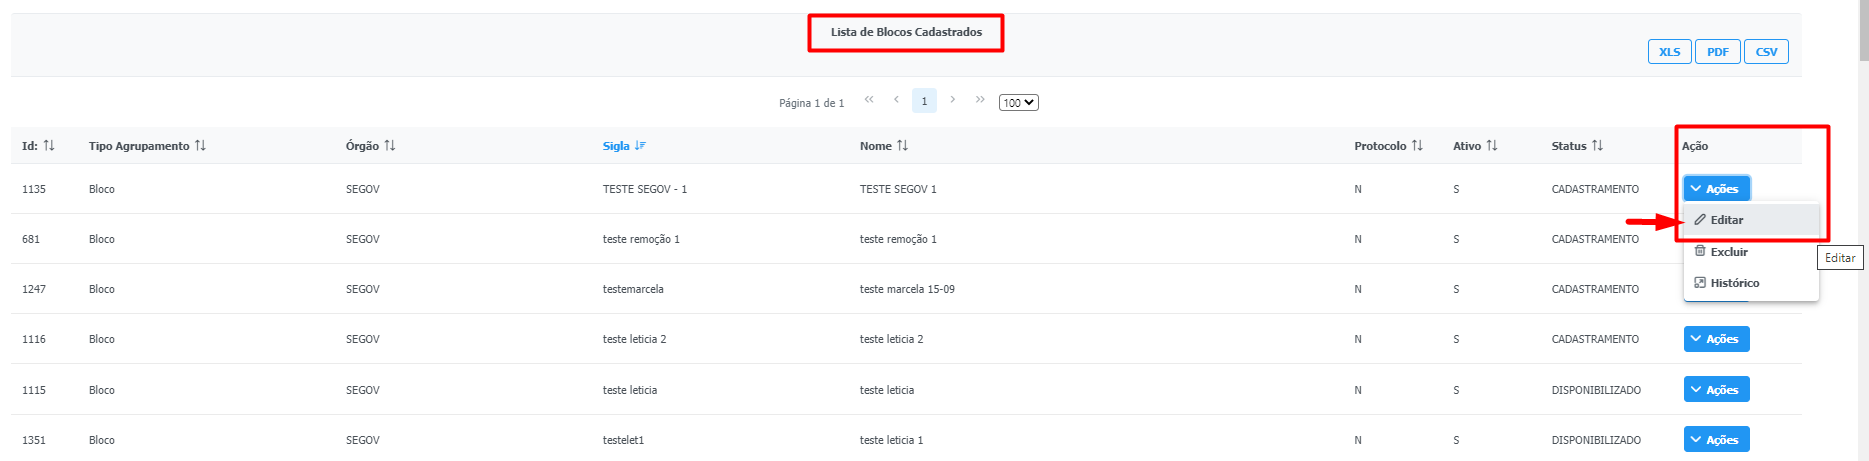 Lista de Blocos Cadastrados
XLS PDF CSV
Página 1 de 1 << < 1 > >> 100
Id: Tipo Agrupamento Órgão Sigla Nome Protocolo Ativo Status Ação
1135 Bloco SEGOV TESTE SEGOV - 1 TESTE SEGOV 1 N S CADASTRAMENTO Ações
Editar
681 Bloco SEGOV teste remoção 1 teste remoção 1 N S CADASTRAMENTO
Excluir
Editar
1247 Bloco SEGOV testemarcela teste marcela 15-09 N S CADASTRAMENTO
Histórico
1116 Bloco SEGOV teste leticia 2 teste leticia 2 N S CADASTRAMENTO Ações
1115 Bloco SEGOV teste leticia teste leticia N S DISPONIBILIZADO Ações
1351 Bloco SEGOV testelet1 teste leticia 1 N S DISPONIBILIZADO Ações